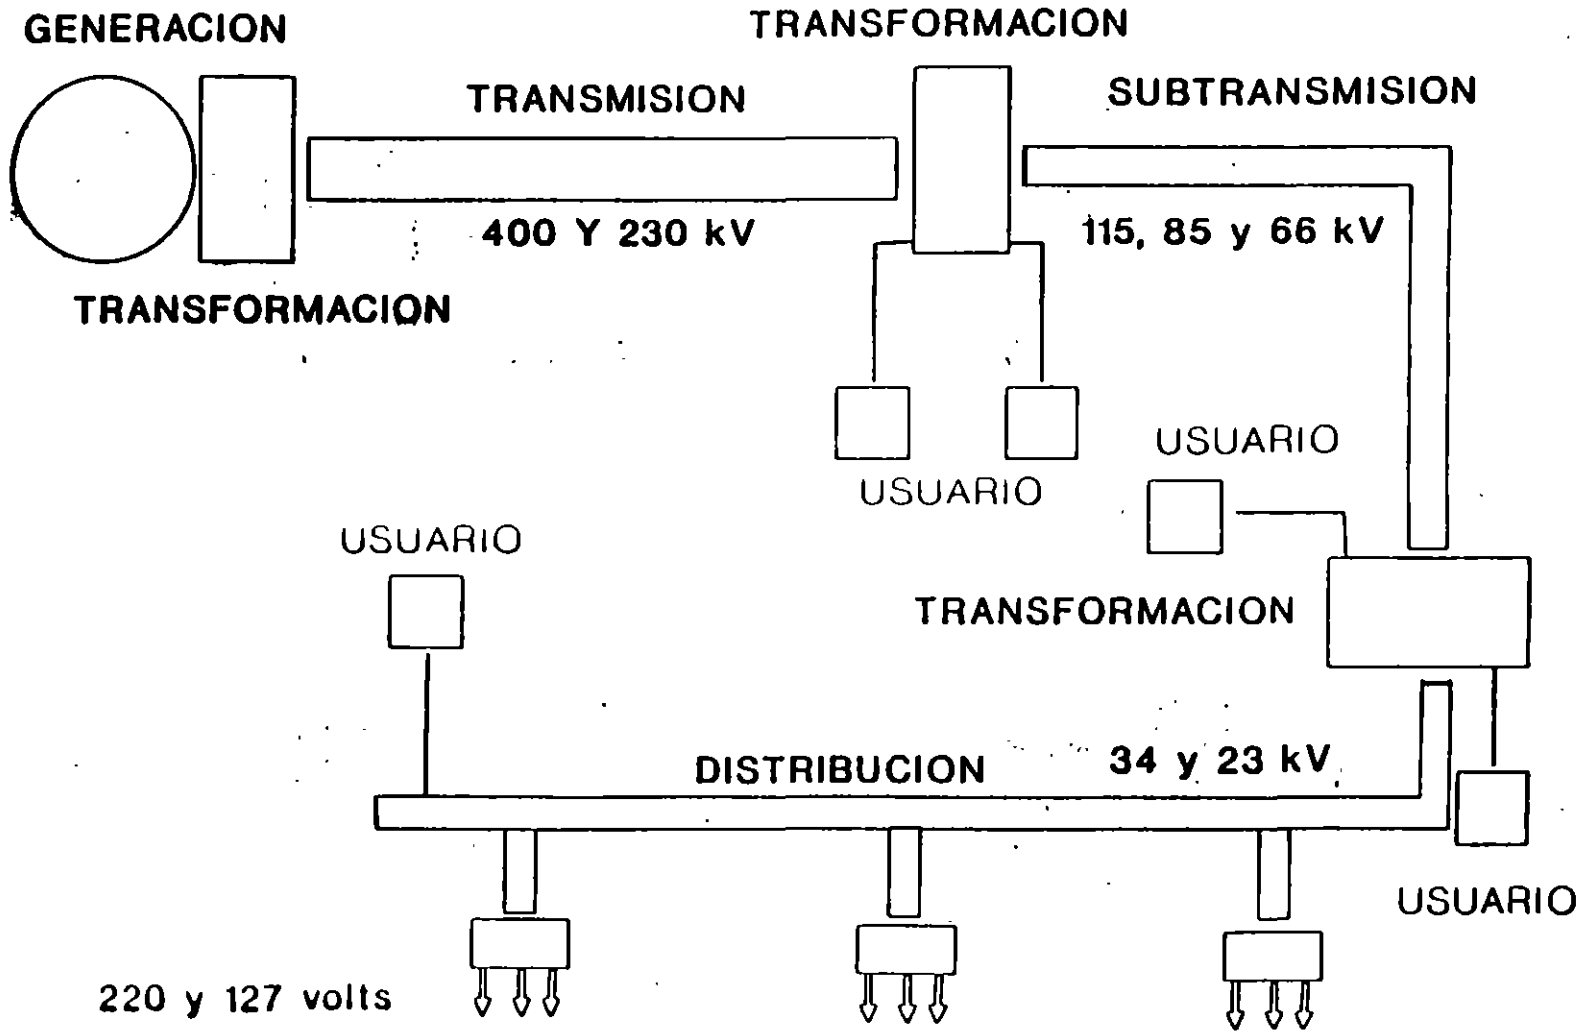 GENERACION
TRANSFORMACION
TRANSMISION
SUBTRANSMISION
400 Y 230 kV
115, 85 y 66 kV
TRANSFORMACION
USUARIO
USUARIO
USUARIO
TRANSFORMACION
DISTRIBUCION
34 y 23 kV
USUARIO
220 y 127 volts